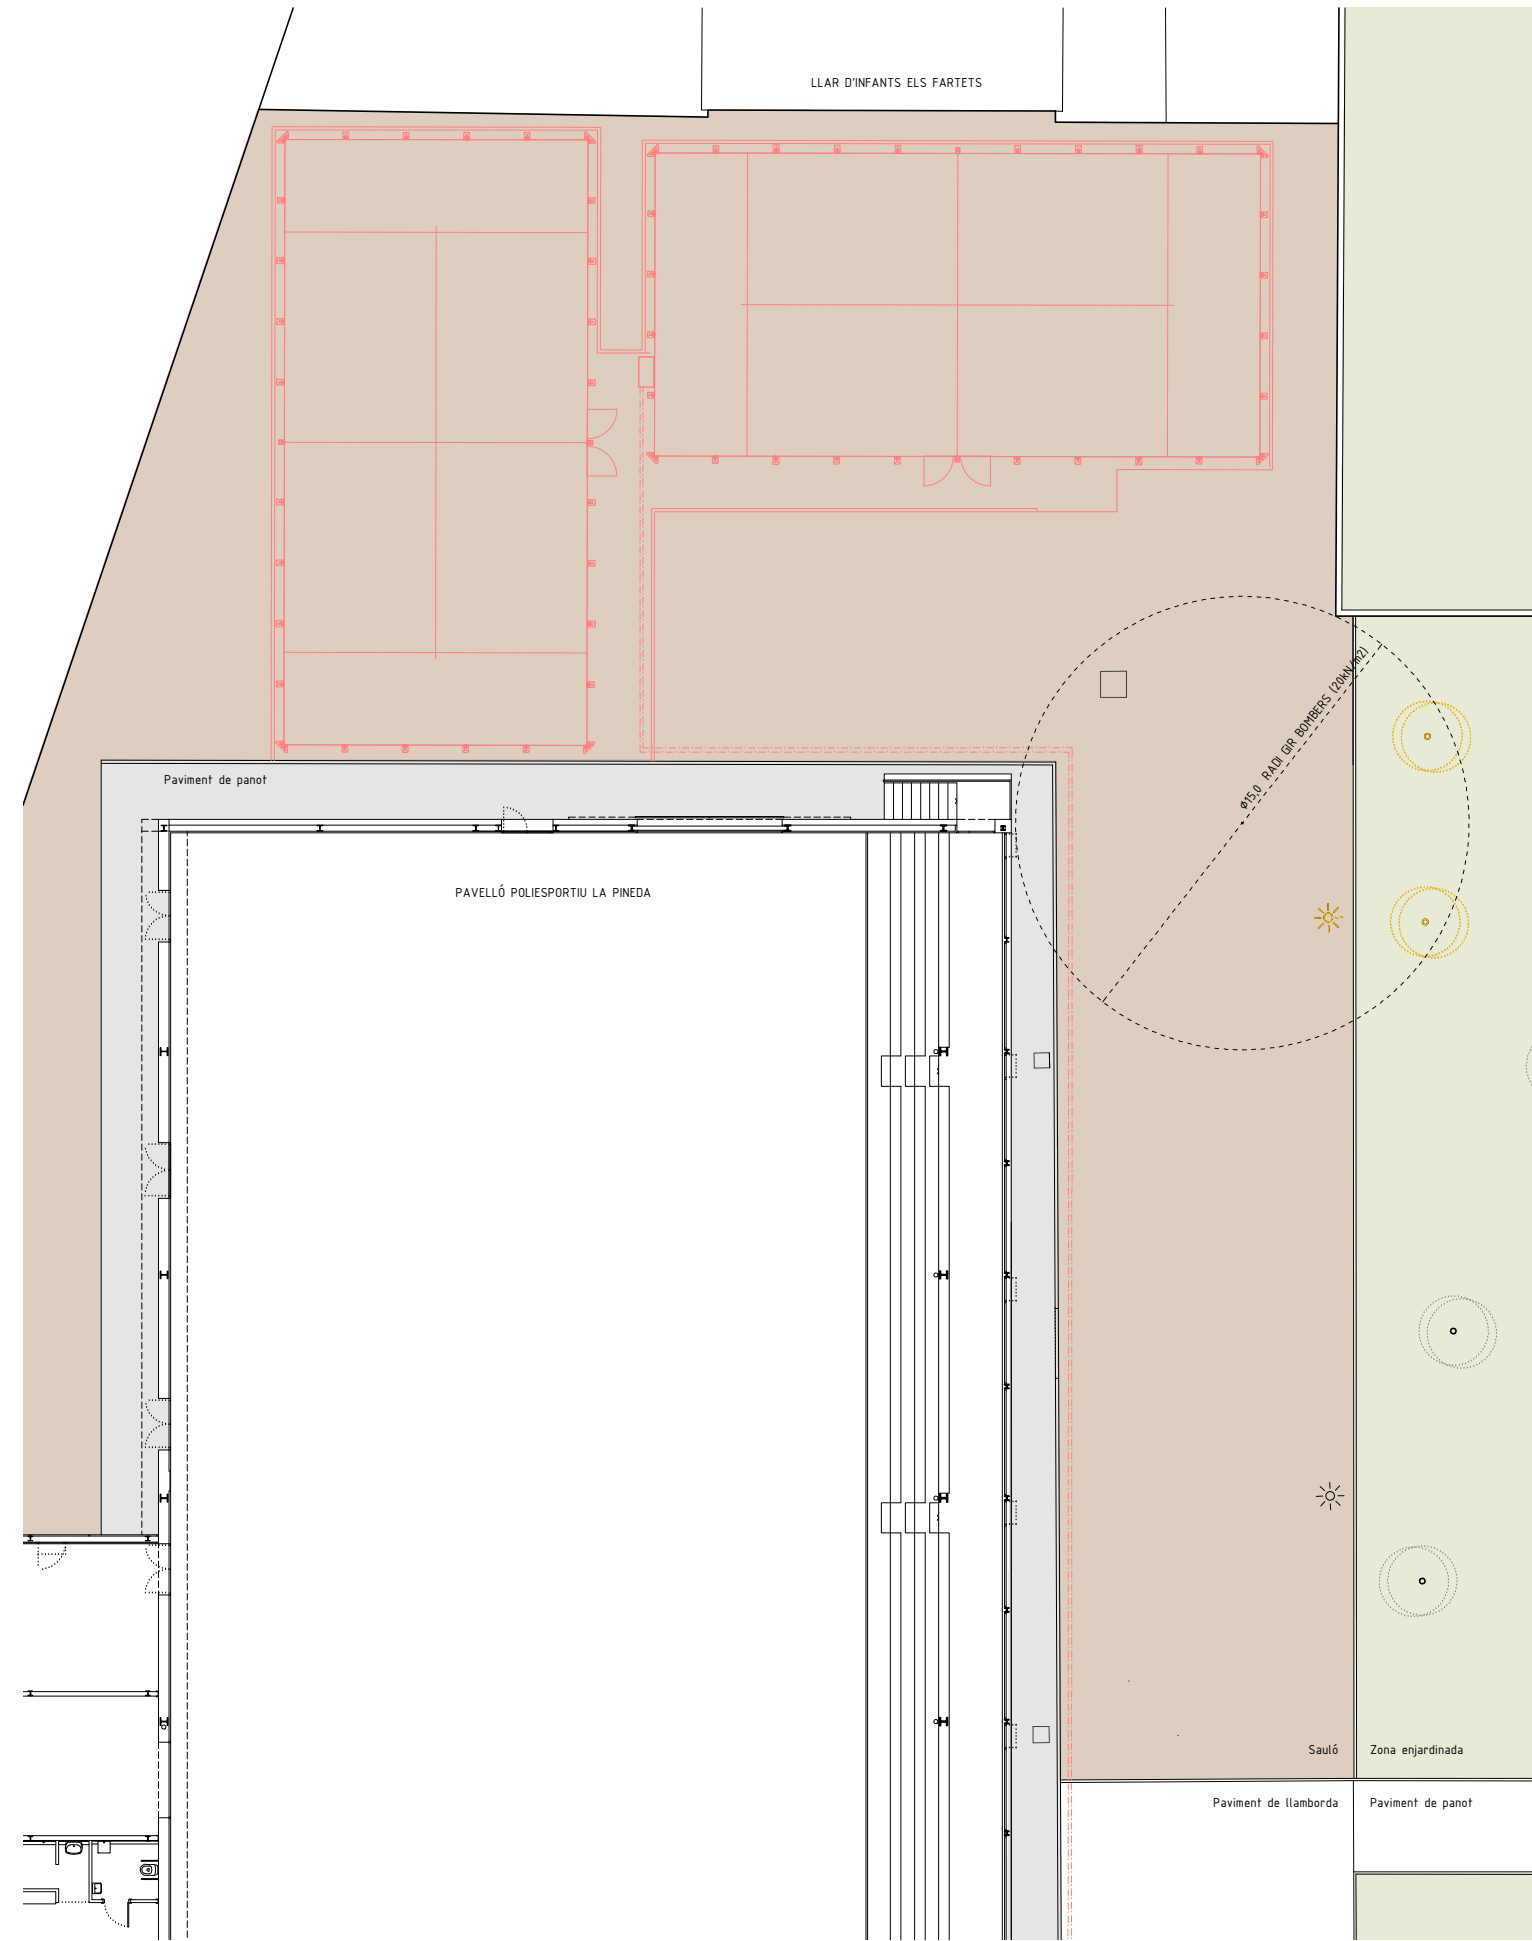 LLAR D'INFANTS ELS FARTETS
ø15,0 RADI GIR BOMBERS (20kN/m2)
Paviment de panot
PAVELLÓ POLIESPORTIU LA PINEDA
Sauló
Zona enjardinada
Paviment de llamborda
Paviment de panot